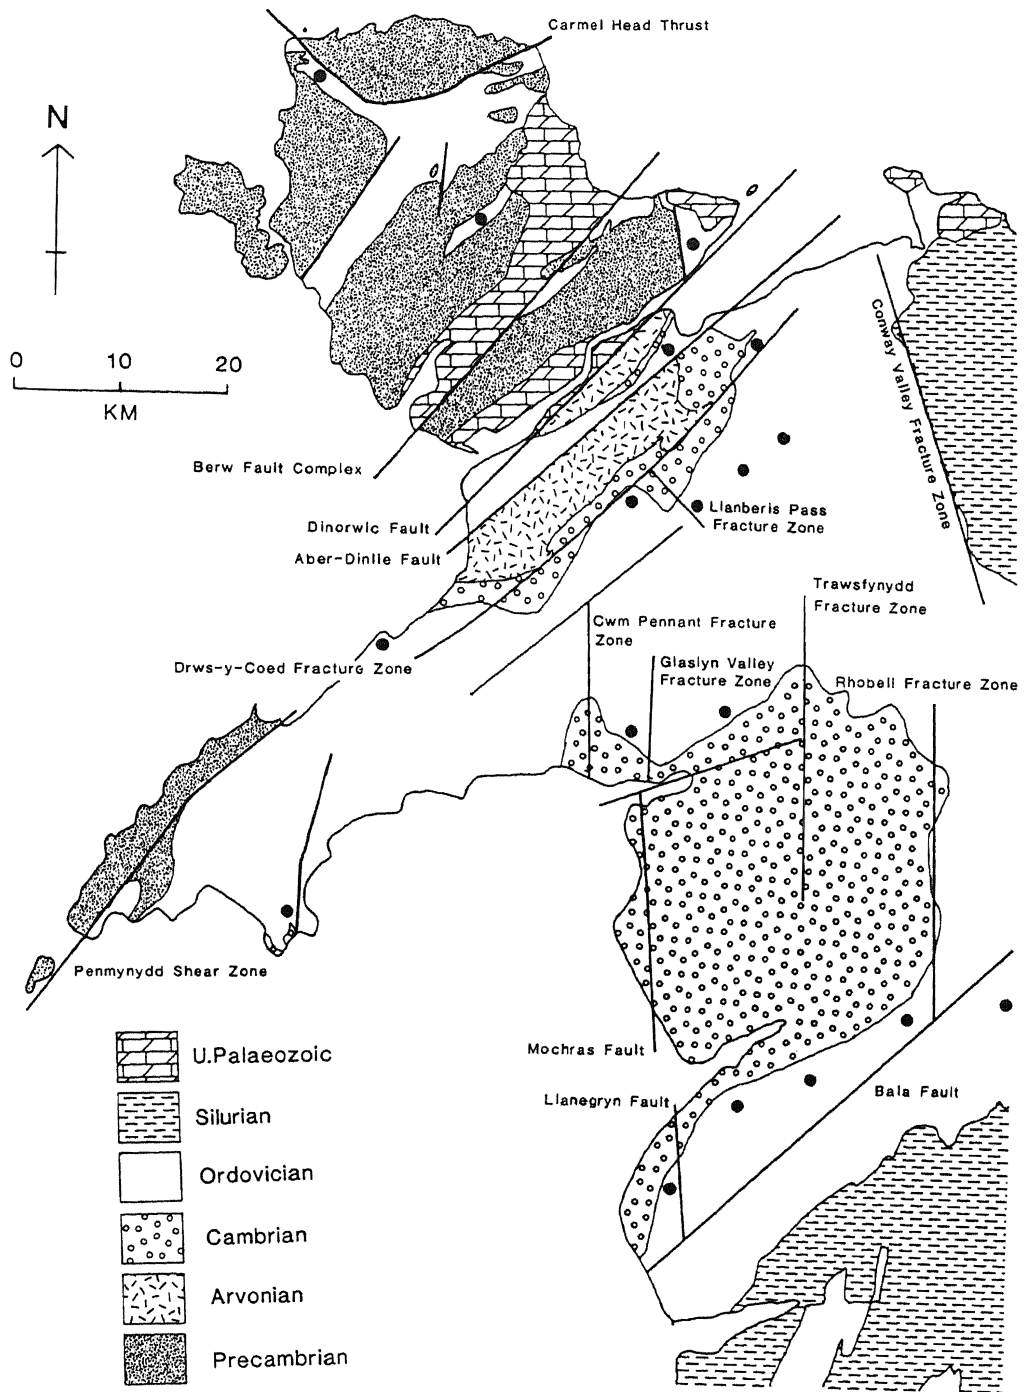 Carmel Head Thrust
N
0 10 20
KM
Conway Valley Fracture Zone
Berw Fault Complex
Dinorwic Fault
Llanberis Pass
Fracture Zone
Aber-Dinlle Fault
Trawsfynydd
Fracture Zone
Cwm Pennant Fracture
Zone
Drws-y-Coed Fracture Zone
Glaslyn Valley
Fracture Zone
Rhobell Fracture Zone
Penmynydd Shear Zone
Mochras Fault
Llanegryn Fault
Bala Fault
U.Palaeozoic
Silurian
Ordovician
Cambrian
Arvonian
Precambrian